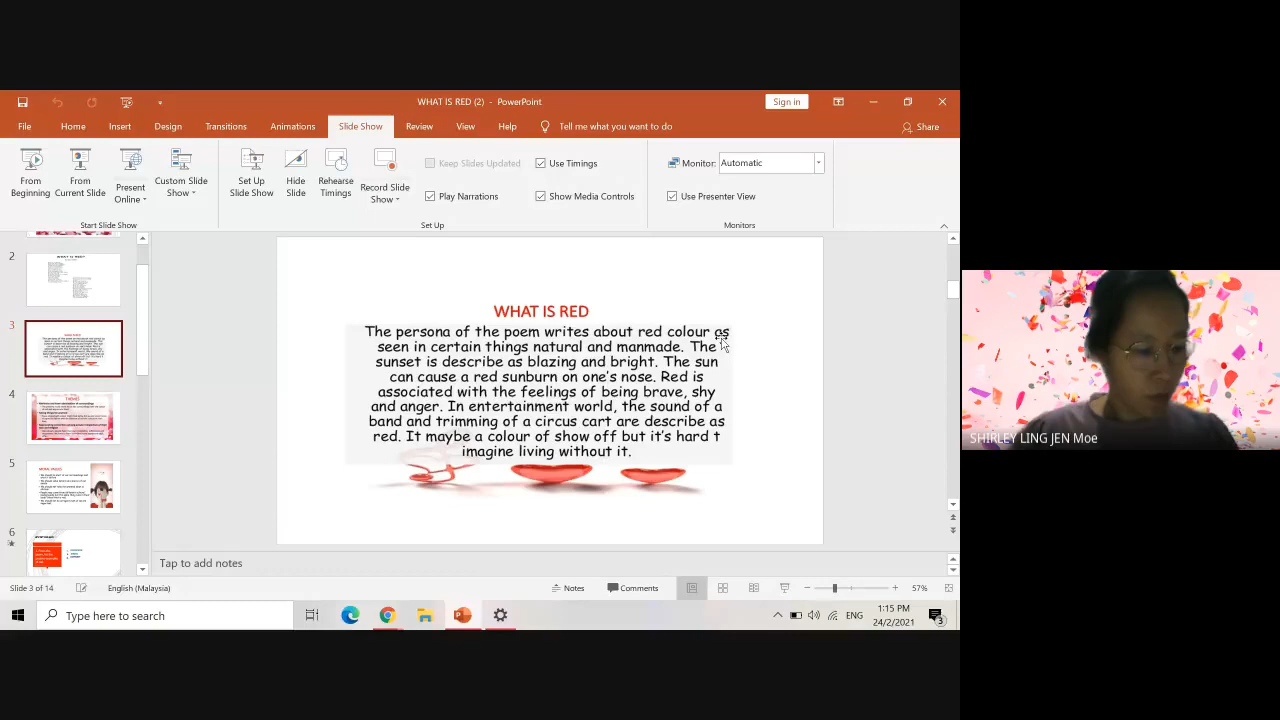 WHAT IS RED (2) - PowerPoint
Sign in
File Home Insert Design Transitions Animations Slide Show Review View Help Tell me what you want to do Share
From Beginning
From Current Slide
Present Online
Custom Slide Show
Set Up Slide Show
Hide Slide
Rehearse Timings
Record Slide Show
Keep Slides Updated
Play Narrations
Use Timings
Show Media Controls
Monitor: Automatic
Use Presenter View
Start Slide Show
Set Up
Monitors
2
3
4
THEMES
5
MORAL VALUES
6
WHAT IS RED
The persona of the poem writes about red colour as
seen in certain things natural and manmade. The
sunset is describe as blazing and bright. The sun
can cause a red sunburn on one's nose. Red is
associated with the feelings of being brave, shy
and anger. In entertainment world, the sound of a
band and trimming of a circus cart are describe as
red. It maybe a colour of show off but it's hard t
imagine living without it.
Tap to add notes
Slide 3 of 14 English (Malaysia) Notes Comments 57%
Type here to search
ENG
1:15 PM
24/2/2021
3
SHIRLEY LING JEN Moe